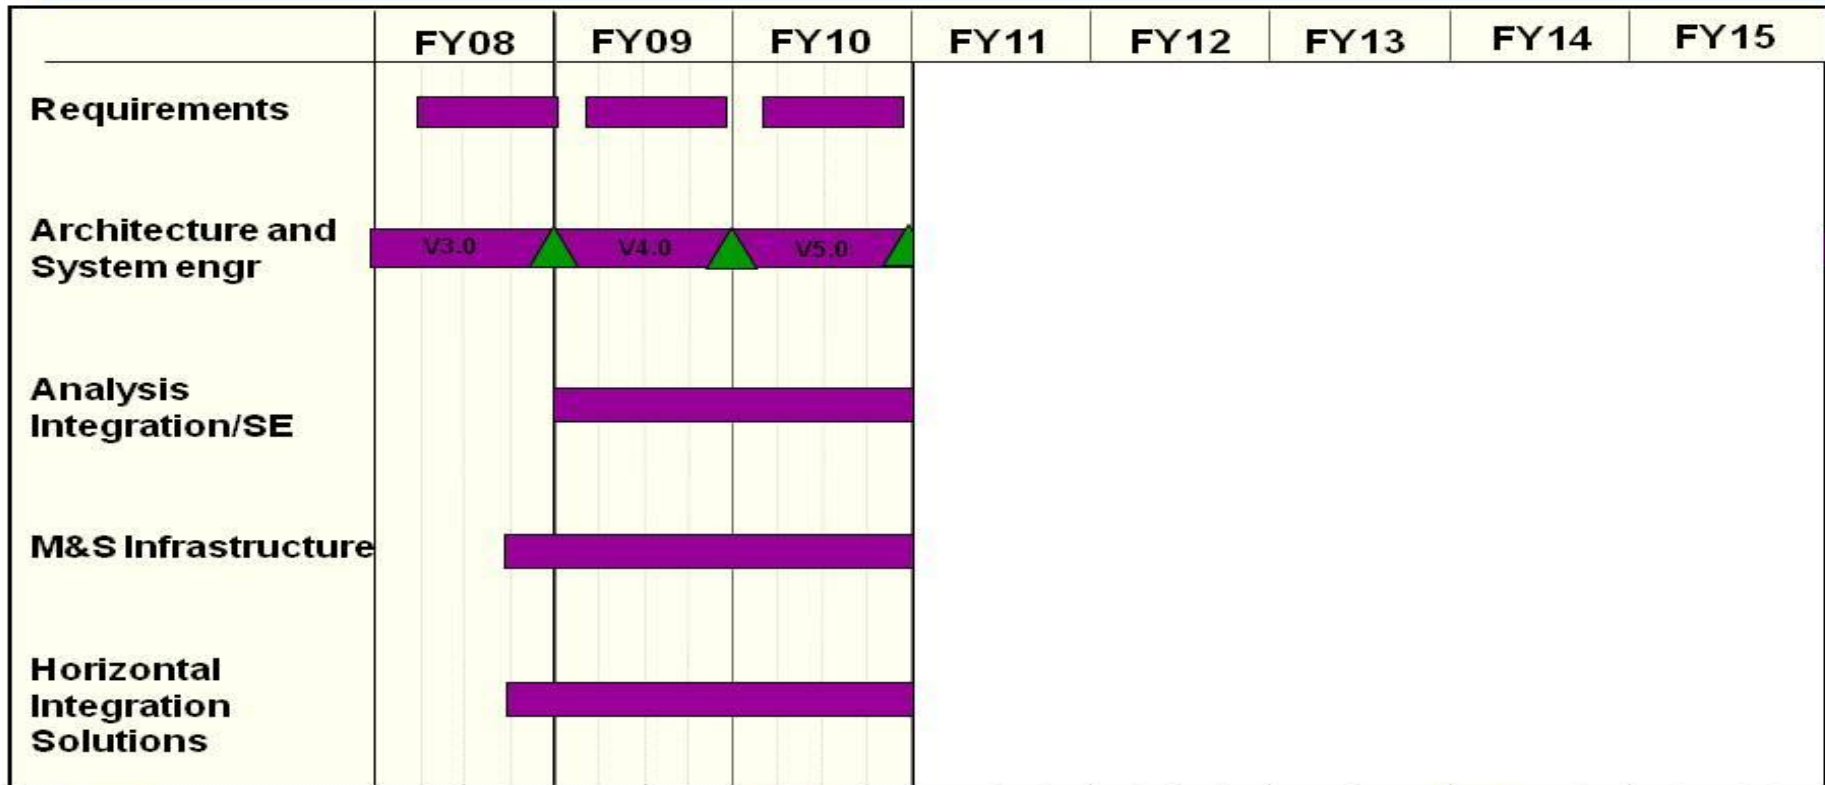 FY08 FY09 FY10 FY11 FY12 FY13 FY14 FY15
Requirements
Architecture and
System engr
V3.0 V4.0 V5.0
Analysis
Integration/SE
M&S Infrastructure
Horizontal
Integration
Solutions